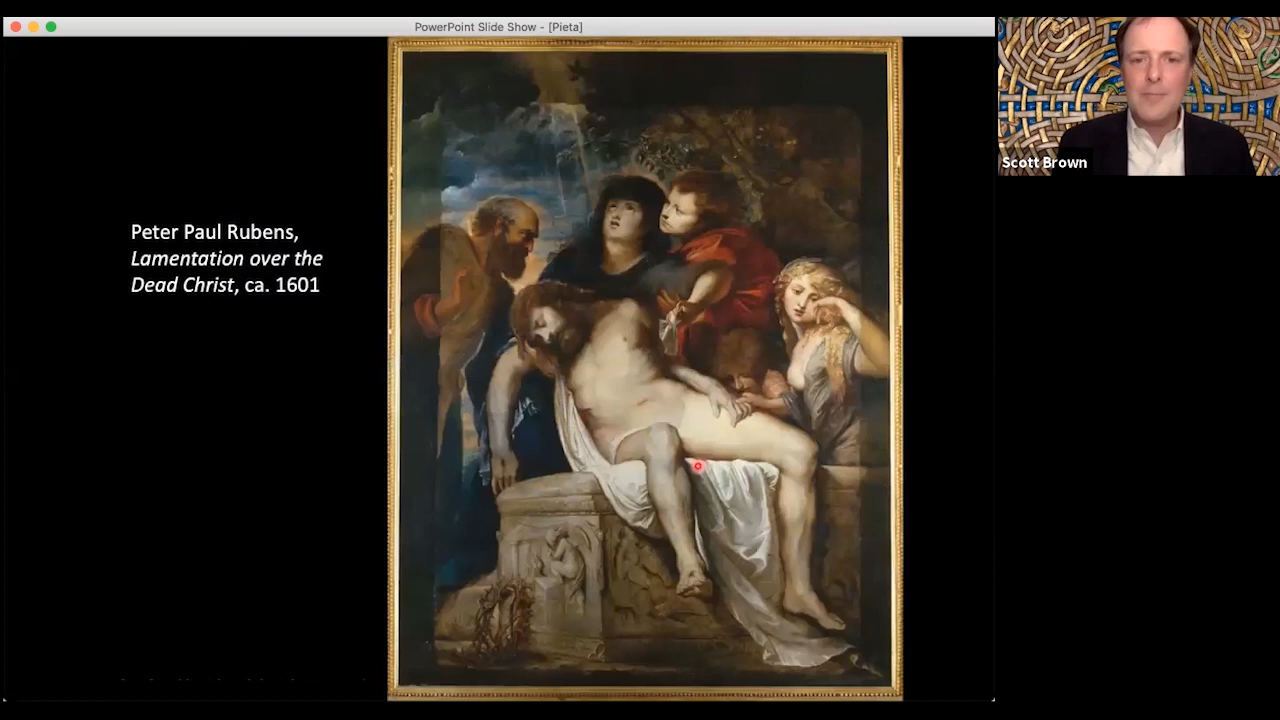 PowerPoint Slide Show - [Pieta]
Peter Paul Rubens,
Lamentation over the
Dead Christ, ca. 1601
Scott Brown